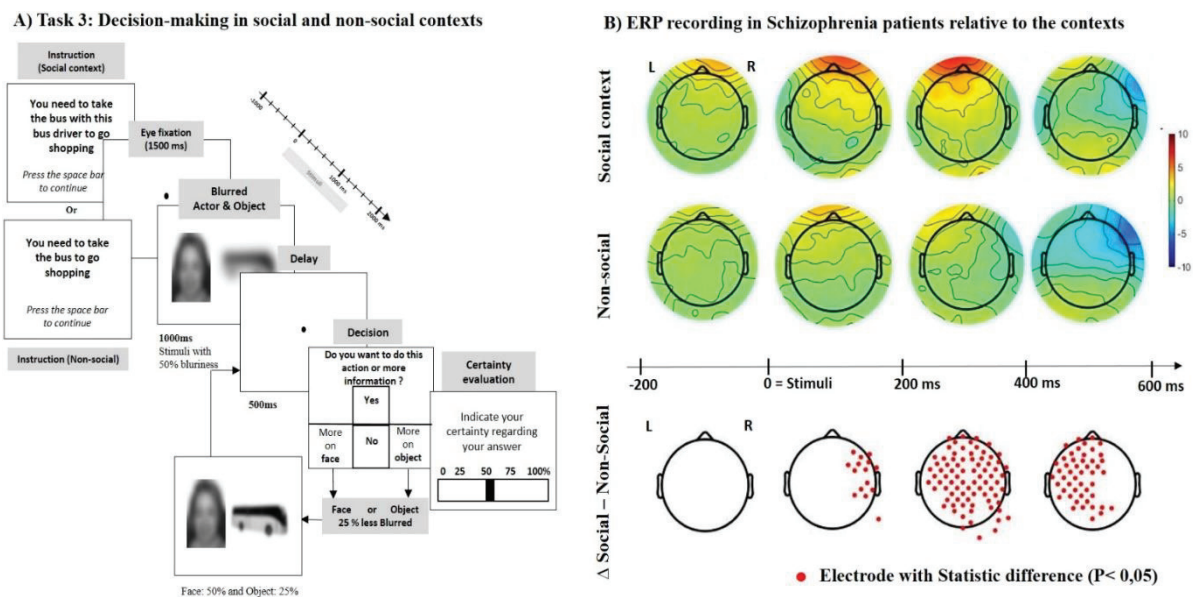 A) Task 3: Decision-making in social and non-social contexts
Instruction
(Social context)
You need to take
the bus with this
bus driver to go
shopping
Press the space bar
to continue
Or
You need to take
the bus to go
shopping
Press the space bar
to continue
Instruction (Non-social)
Eye fixation
(1500 ms)
-1500
0
1000 ms
2000 ms
Stimuli
Blurred
Actor & Object
1000ms
Stimuli with
50% bluriness
Delay
500ms
Decision
Do you want to do this
action or more
information ?
Yes
More
on
face
No
More
on
object
Certainty
evaluation
Indicate your
certainty regarding
your answer
0 25 50 75 100%
Face or Object
25 % less Blurred
Face: 50% and Object: 25%
B) ERP recording in Schizophrenia patients relative to the contexts
L R
Social context
Non-social
10
5
0
-5
-10
-200 0 = Stimuli 200 ms 400 ms 600 ms
L R
Δ Social – Non-Social
Electrode with Statistic difference (P< 0,05)